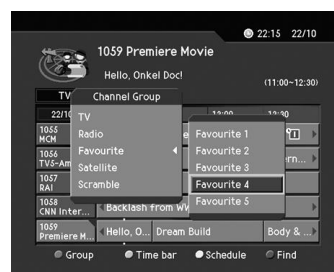 22:15 22/10
1059 Premiere Movie
Hello, Onkel Doc!
(11:00~12:30)
TV
Channel Group
22/10
12:00
12:30
TV
Radio
Favourite
Satellite
Scramble
Favourite 1
Favourite 2
Favourite 3
Favourite 4
Favourite 5
1055
MCM
1056
TV5-Am
rn...
1057
RAI
1058
CNN Inter...
Backlash from WW
1059
Premiere M...
Hello, O...
Dream Build
Body & ...
Group
Time bar
Schedule
Find